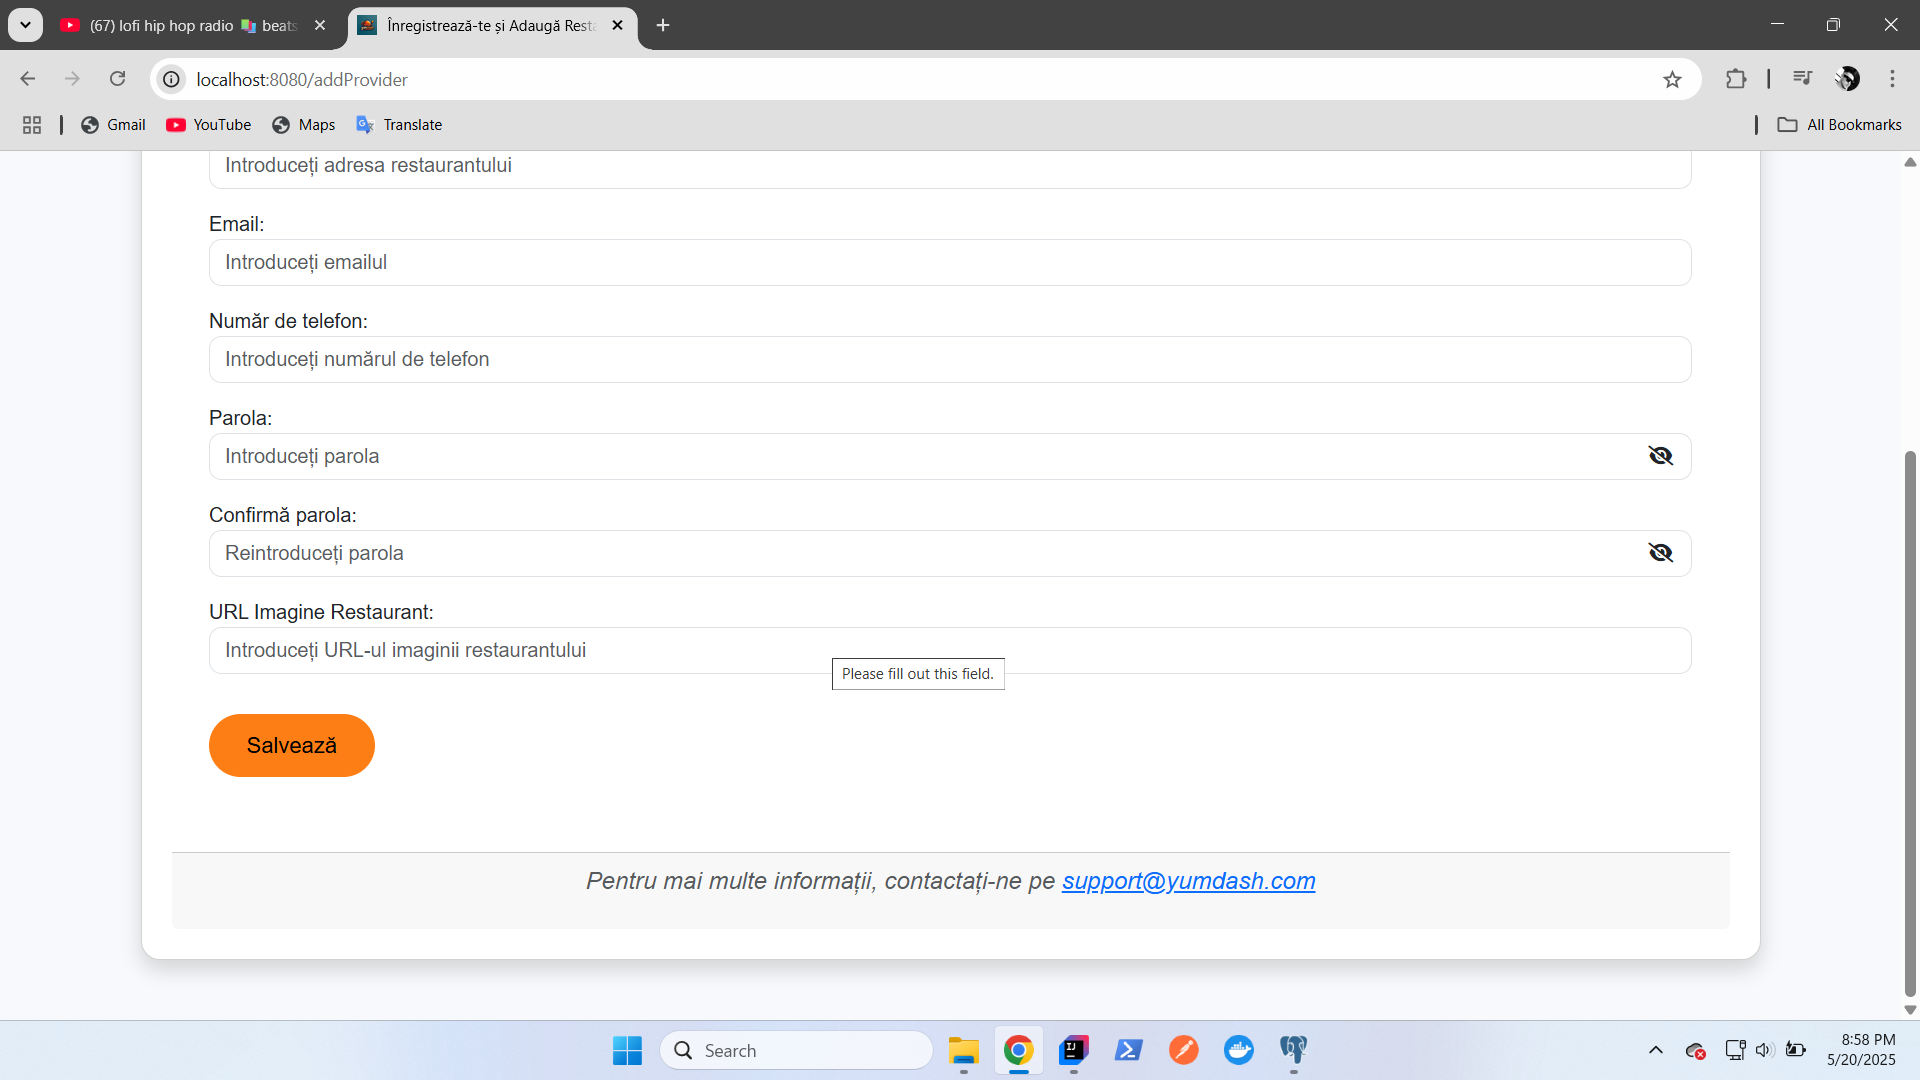 (67) lofi hip hop radio 📚 beats
Înregistrează-te și Adaugă Resta
localhost:8080/addProvider
Gmail
YouTube
Maps
Translate
All Bookmarks
Introduceți adresa restaurantului
Email:
Introduceți emailul
Număr de telefon:
Introduceți numărul de telefon
Parola:
Introduceți parola
Confirmă parola:
Reintroduceți parola
URL Imagine Restaurant:
Introduceți URL-ul imaginii restaurantului
Please fill out this field.
Salvează
Pentru mai multe informații, contactați-ne pe support@yumdash.com
Search
8:58 PM
5/20/2025